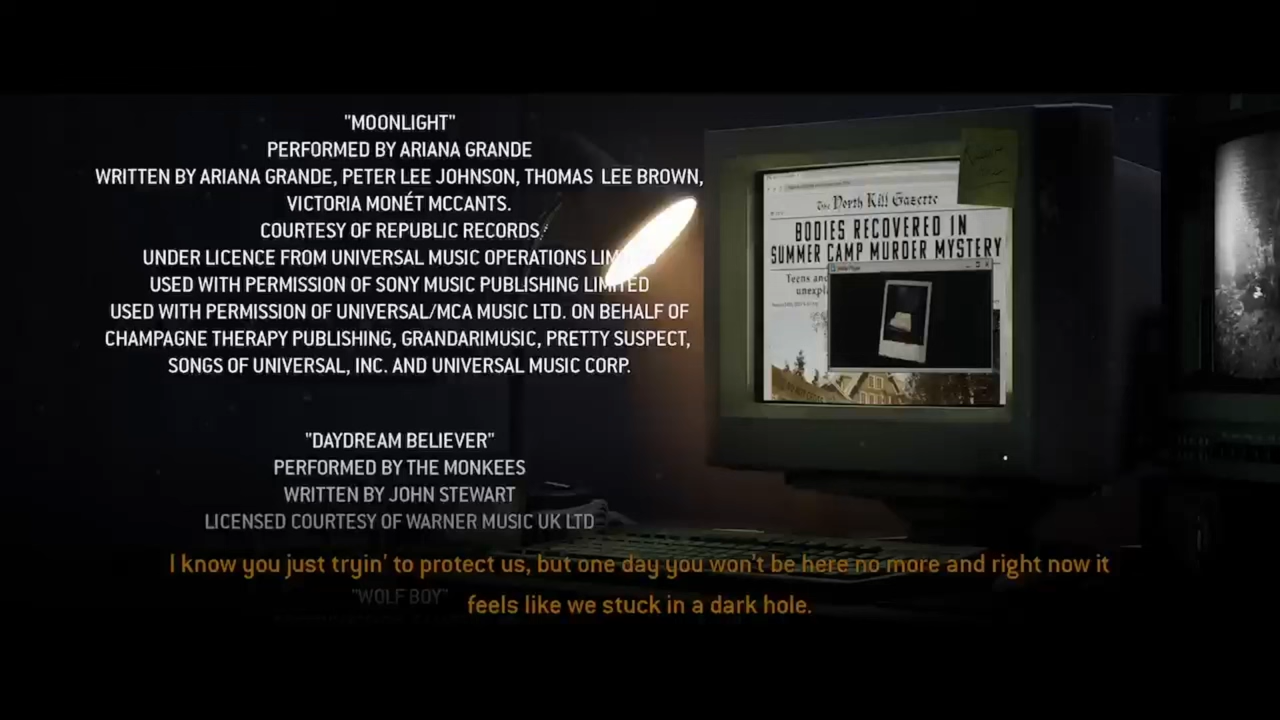 "MOONLIGHT"
PERFORMED BY ARIANA GRANDE
WRITTEN BY ARIANA GRANDE, PETER LEE JOHNSON, THOMAS LEE BROWN,
VICTORIA MONÉT MCCANTS.
COURTESY OF REPUBLIC RECORDS
UNDER LICENCE FROM UNIVERSAL MUSIC OPERATIONS LIMITED
USED WITH PERMISSION OF SONY MUSIC PUBLISHING LIMITED
USED WITH PERMISSION OF UNIVERSAL/MCA MUSIC LTD. ON BEHALF OF
CHAMPAGNE THERAPY PUBLISHING, GRANDARIMUSIC, PRETTY SUSPECT,
SONGS OF UNIVERSAL, INC. AND UNIVERSAL MUSIC CORP.
"DAYDREAM BELIEVER"
PERFORMED BY THE MONKEES
WRITTEN BY JOHN STEWART
LICENSED COURTESY OF WARNER MUSIC UK LTD
"WOLF BOY"
The North Kill Gazette
BODIES RECOVERED IN
SUMMER CAMP MURDER MYSTERY
Teens and
I know you just tryin' to protect us, but one day you won't be here no more and right now it
feels like we stuck in a dark hole.